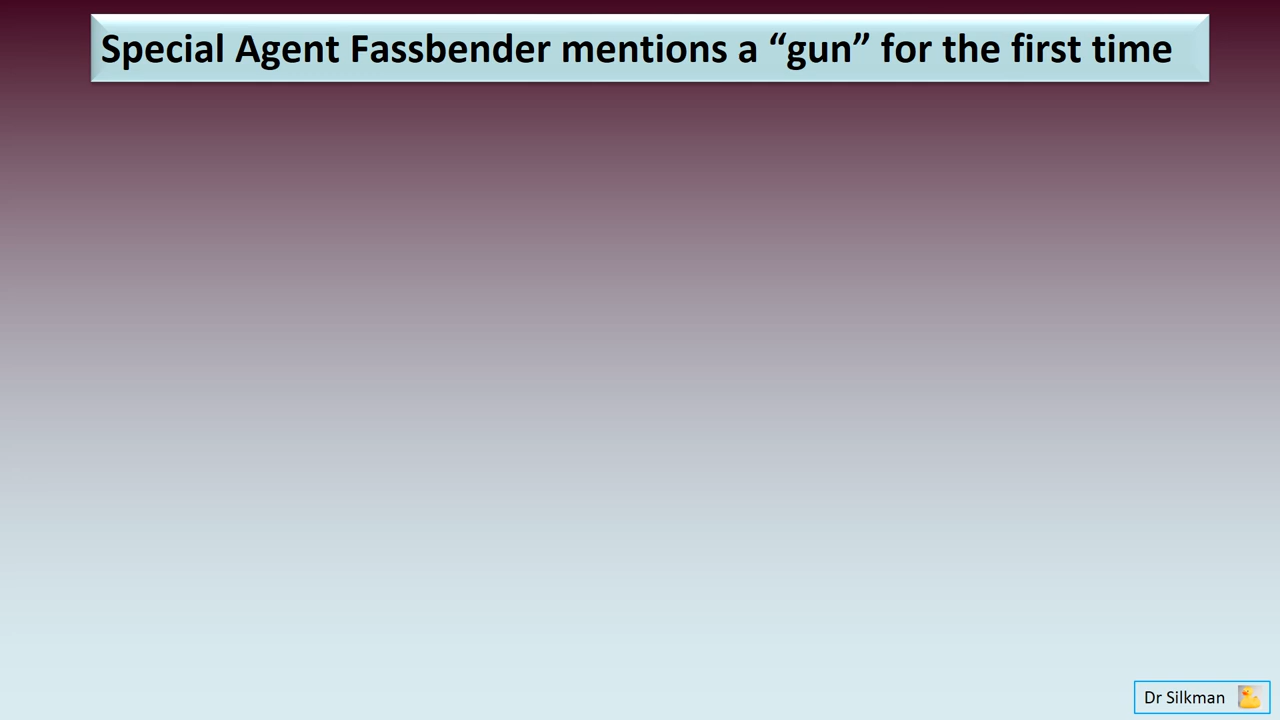 Special Agent Fassbender mentions a “gun” for the first time
Dr Silkman